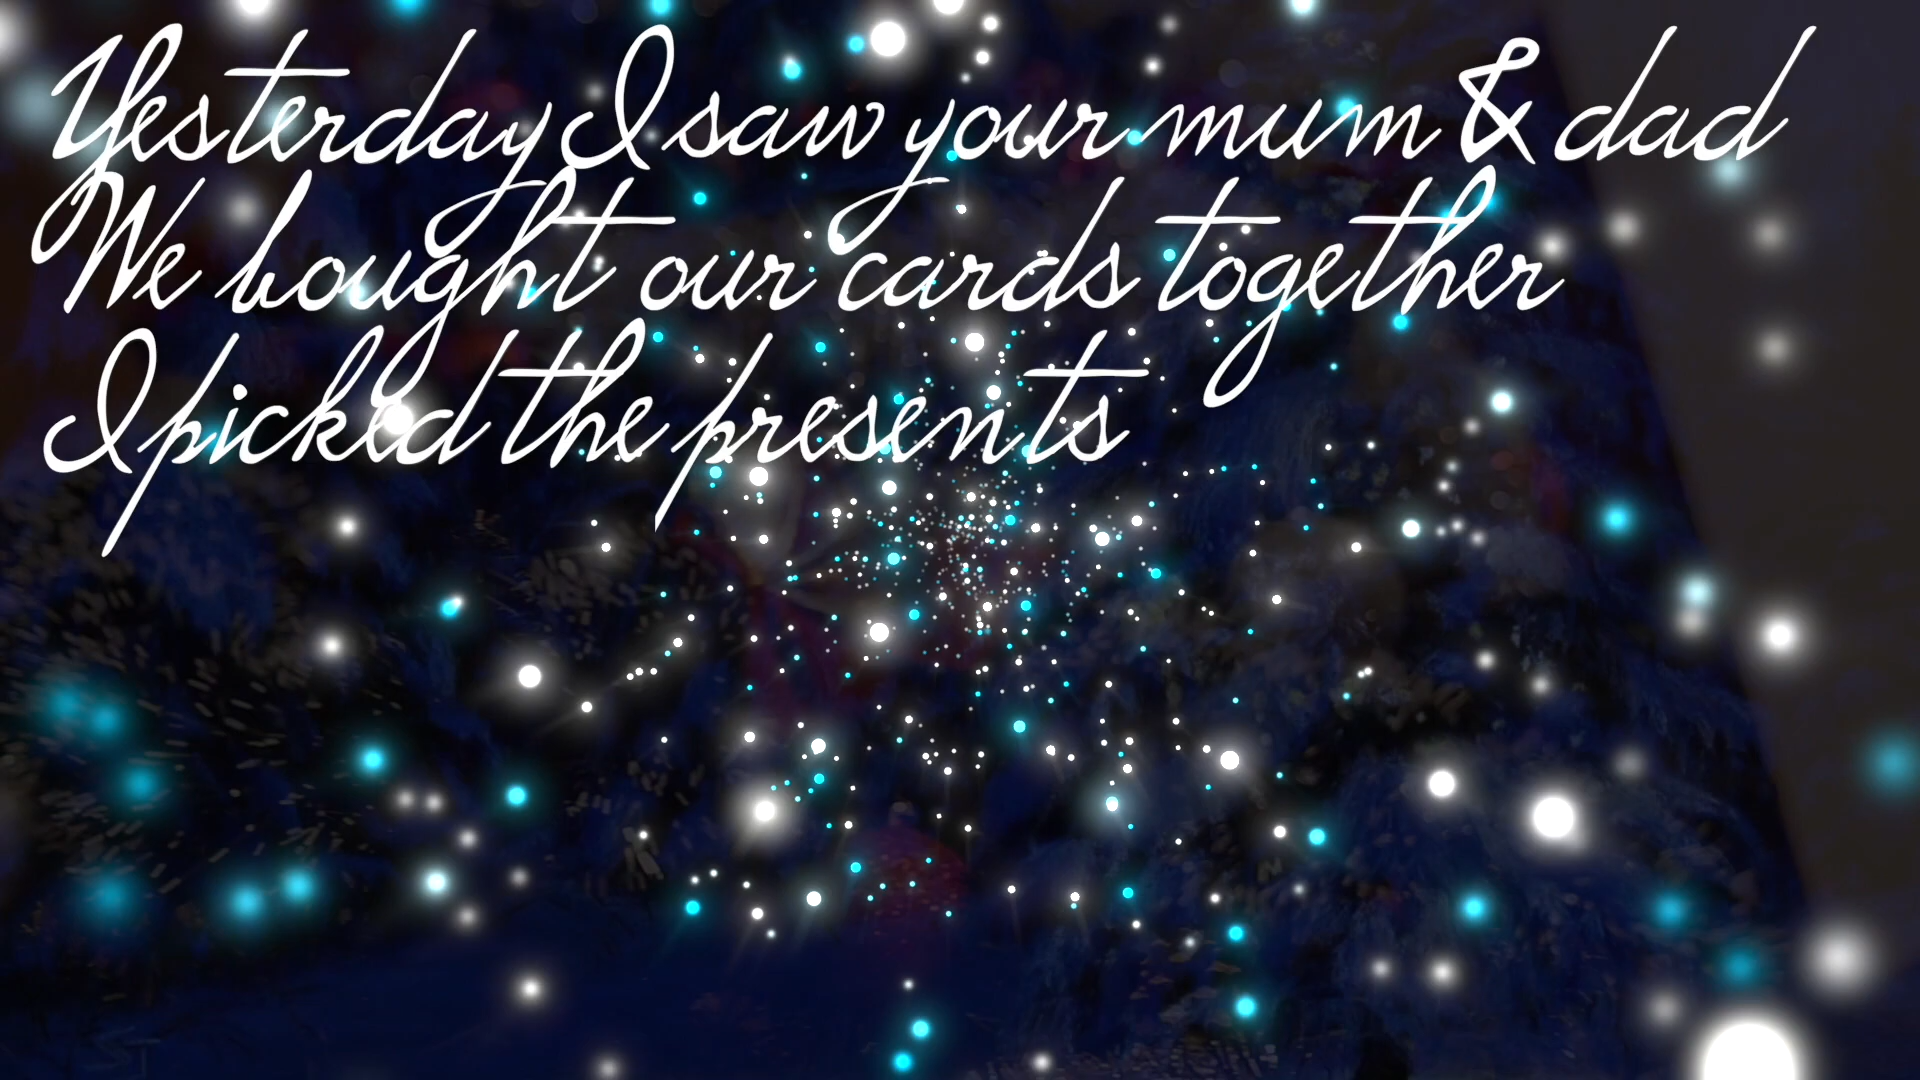 Yesterday I saw your mum & dad
We bought our cards together
I picked the presents